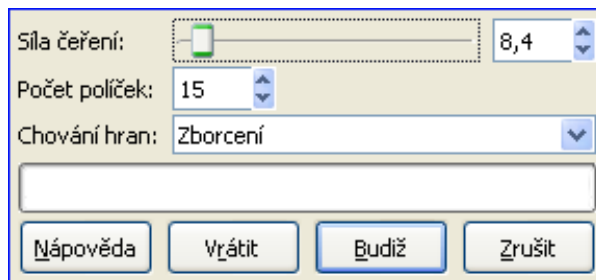 Síla čeření: 8,4
Počet políček: 15
Chování hran: Zborcení
Nápověda Vrátit Budiž Zrušit